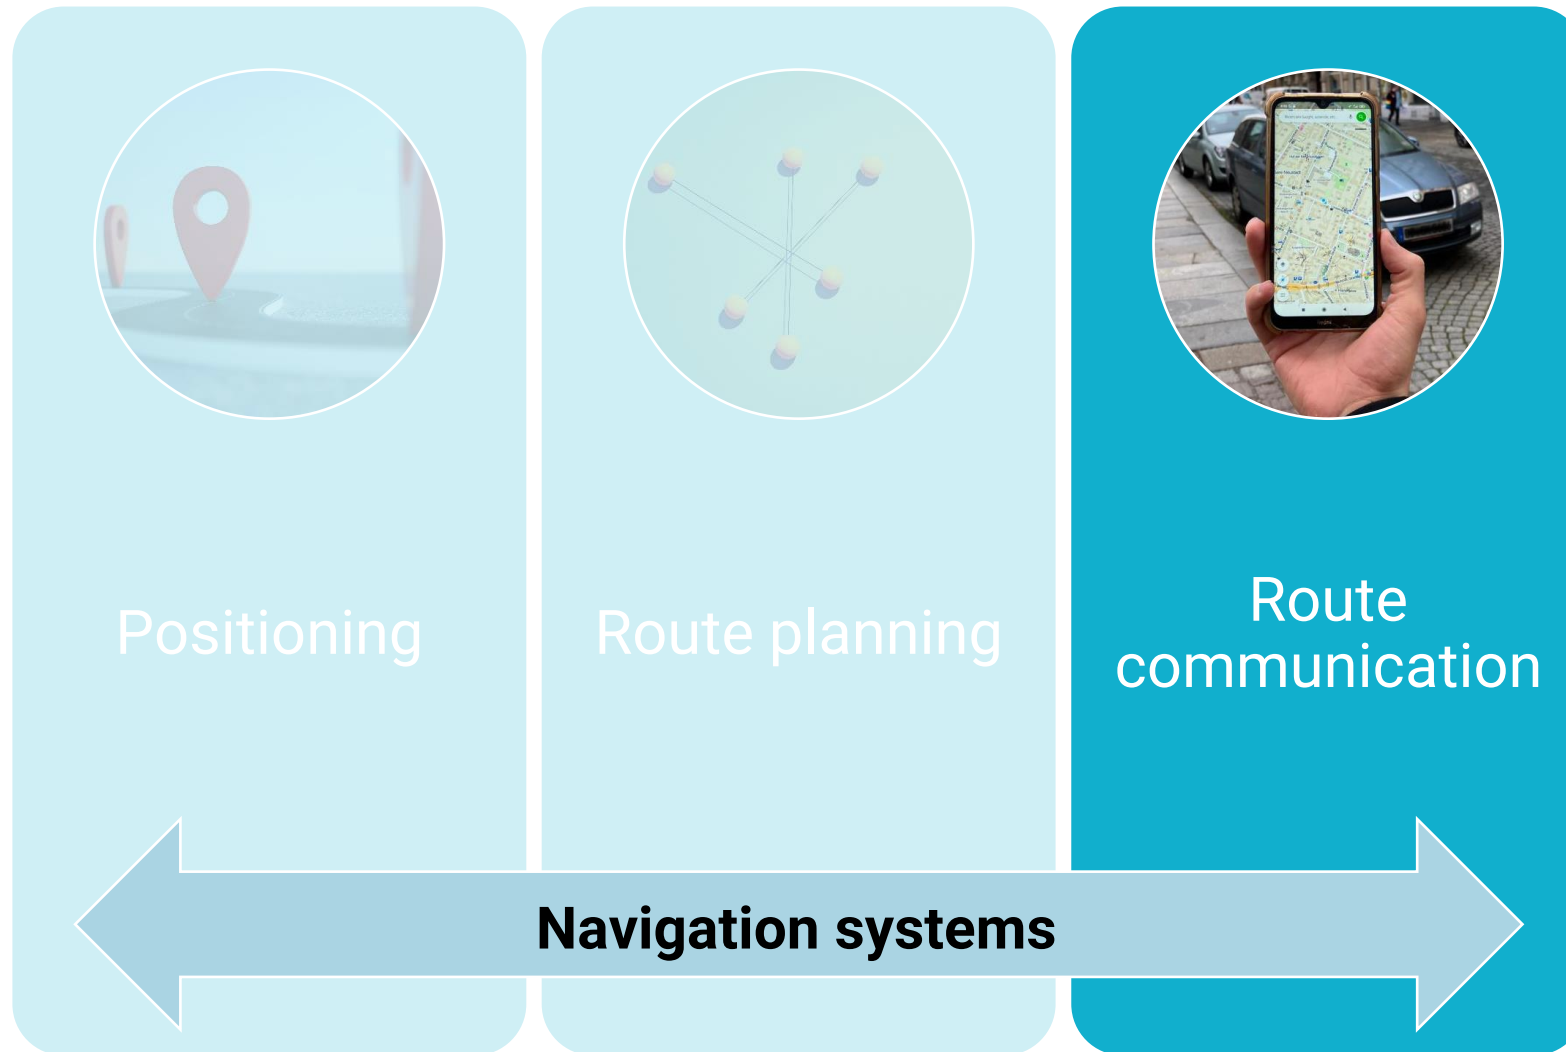 Positioning
Route planning
Route
communication
Navigation systems